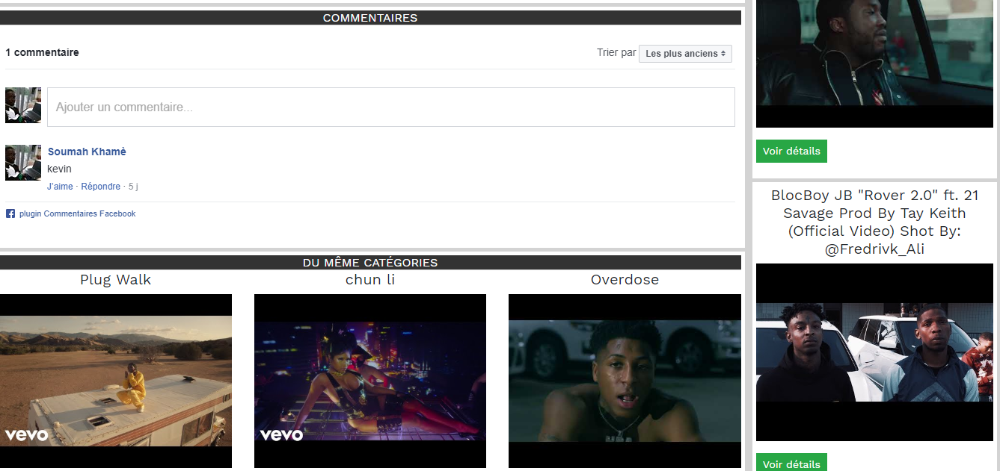 COMMENTAIRES
1 commentaire
Trier par Les plus anciens
Ajouter un commentaire...
Soumah Khamè
kevin
J’aime · Répondre · 5 j
plugin Commentaires Facebook
DU MÊME CATÉGORIES
Plug Walk
chun li
Overdose
vevo
vevo
Voir détails
BlocBoy JB "Rover 2.0" ft. 21
Savage Prod By Tay Keith
(Official Video) Shot By:
@Fredrivk_Ali
Voir détails